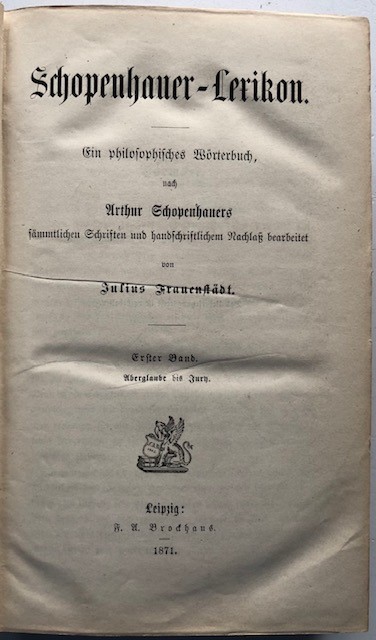 Schopenhauer-Lexikon.
Ein philosophisches Wörterbuch,
nach
Arthur Schopenhauers
sämmtlichen Schriften und handschriftlichem Nachlaß bearbeitet
von
Julius Frauenstädt.
Erster Band.
Aberglaube bis Jury.
Leipzig:
F. A. Brockhaus.
1871.